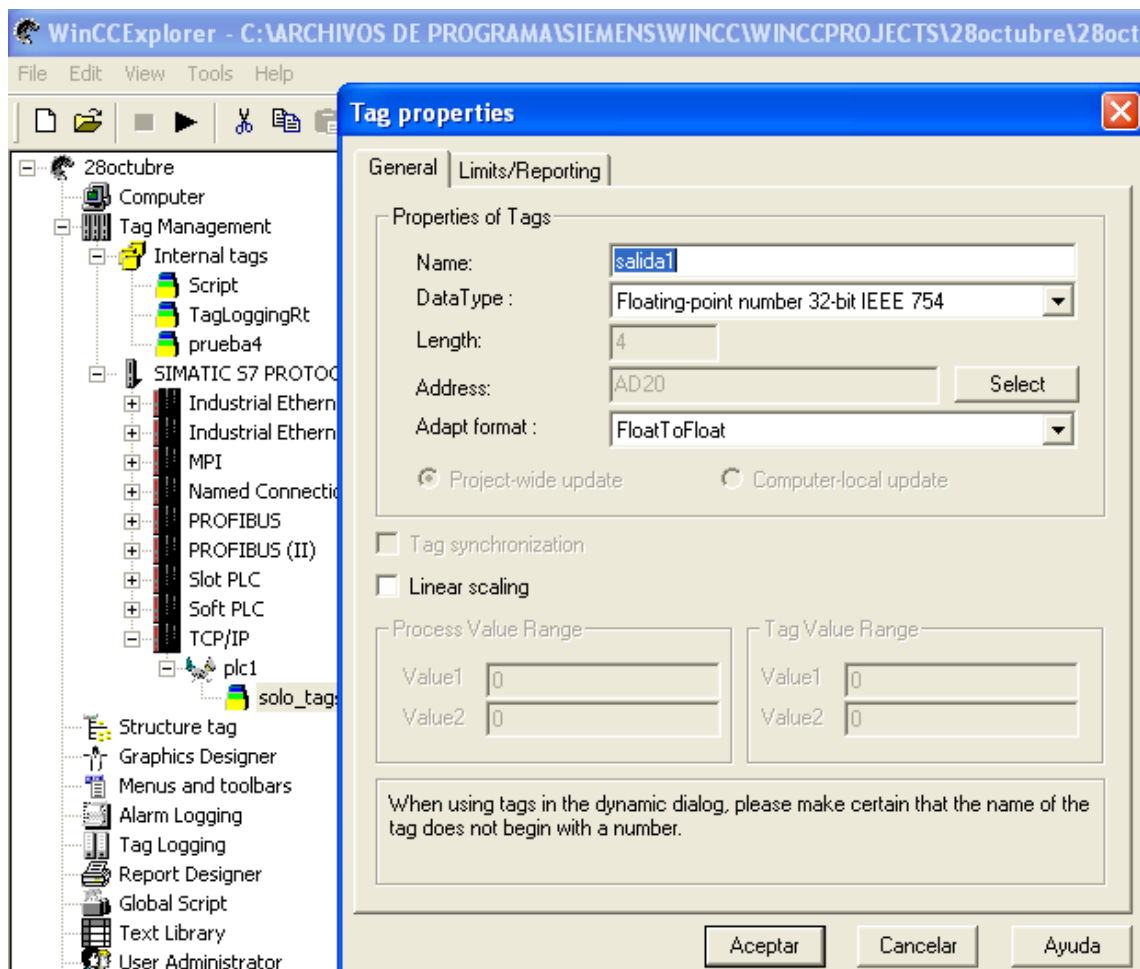 WinCCExplorer - C:\ARCHIVOS DE PROGRAMA\SIEMENS\WINCC\WINCCPROJECTS\28octubre\28oct
File Edit View Tools Help
28octubre
Computer
Tag Management
Internal tags
Script
TagLoggingRt
prueba4
SIMATIC S7 PROTOC
Industrial Ethern
Industrial Ethern
MPI
Named Connectio
PROFIBUS
PROFIBUS (II)
Slot PLC
Soft PLC
TCP/IP
plc1
solo_tags
Structure tag
Graphics Designer
Menus and toolbars
Alarm Logging
Tag Logging
Report Designer
Global Script
Text Library
User Administrator
Tag properties
General Limits/Reporting
Properties of Tags
Name: salida1
DataType : Floating-point number 32-bit IEEE 754
Length: 4
Address: AD20 Select
Adapt format : FloatToFloat
Project-wide update Computer-local update
Tag synchronization
Linear scaling
Process Value Range Tag Value Range
Value1 0 Value1 0
Value2 0 Value2 0
When using tags in the dynamic dialog, please make certain that the name of the
tag does not begin with a number.
Aceptar Cancelar Ayuda